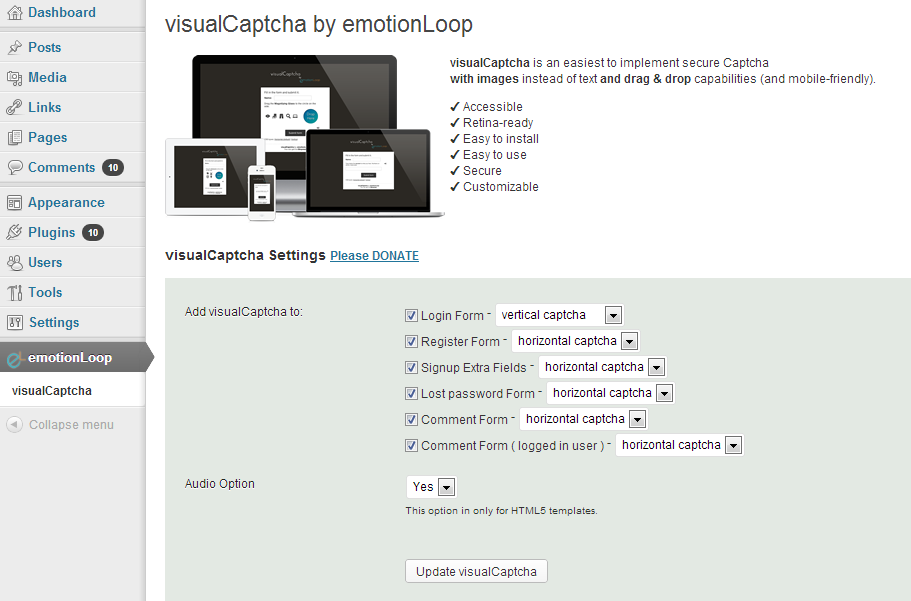 Dashboard
Posts
Media
Links
Pages
Comments 10
Appearance
Plugins 10
Users
Tools
Settings
emotionLoop
visualCaptcha
Collapse menu
visualCaptcha by emotionLoop
visualCaptcha is an easiest to implement secure Captcha
with images instead of text and drag & drop capabilities (and mobile-friendly).
✓ Accessible
✓ Retina-ready
✓ Easy to install
✓ Easy to use
✓ Secure
✓ Customizable
visualCaptcha Settings Please DONATE
Add visualCaptcha to:
Login Form - vertical captcha
Register Form - horizontal captcha
Signup Extra Fields - horizontal captcha
Lost password Form - horizontal captcha
Comment Form - horizontal captcha
Comment Form ( logged in user ) - horizontal captcha
Audio Option
Yes
This option in only for HTML5 templates.
Update visualCaptcha